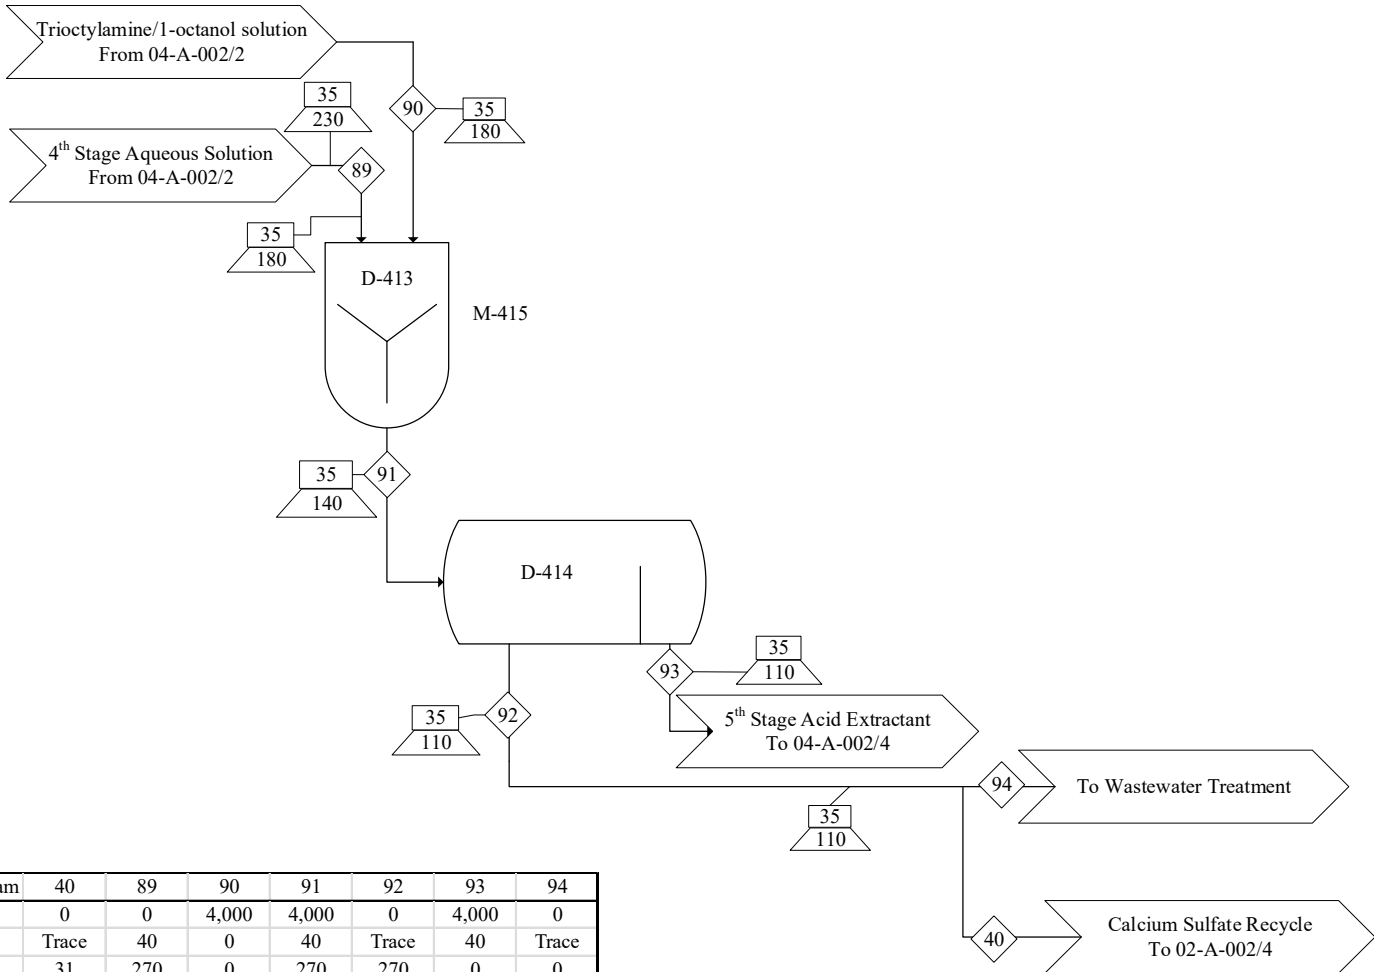 Trioctylamine/1-octanol solution
From 04-A-002/2
35
230
90
35
180
4th Stage Aqueous Solution
From 04-A-002/2
89
35
180
D-413
M-415
35
140
91
D-414
35
110
93
35
110
92
5th Stage Acid Extractant
To 04-A-002/4
94
To Wastewater Treatment
35
110
40
Calcium Sulfate Recycle
To 02-A-002/4
am 40 89 90 91 92 93 94
0 0 4,000 4,000 0 4,000 0
Trace 40 0 40 Trace 40 Trace
31 270 0 270 270 0 0